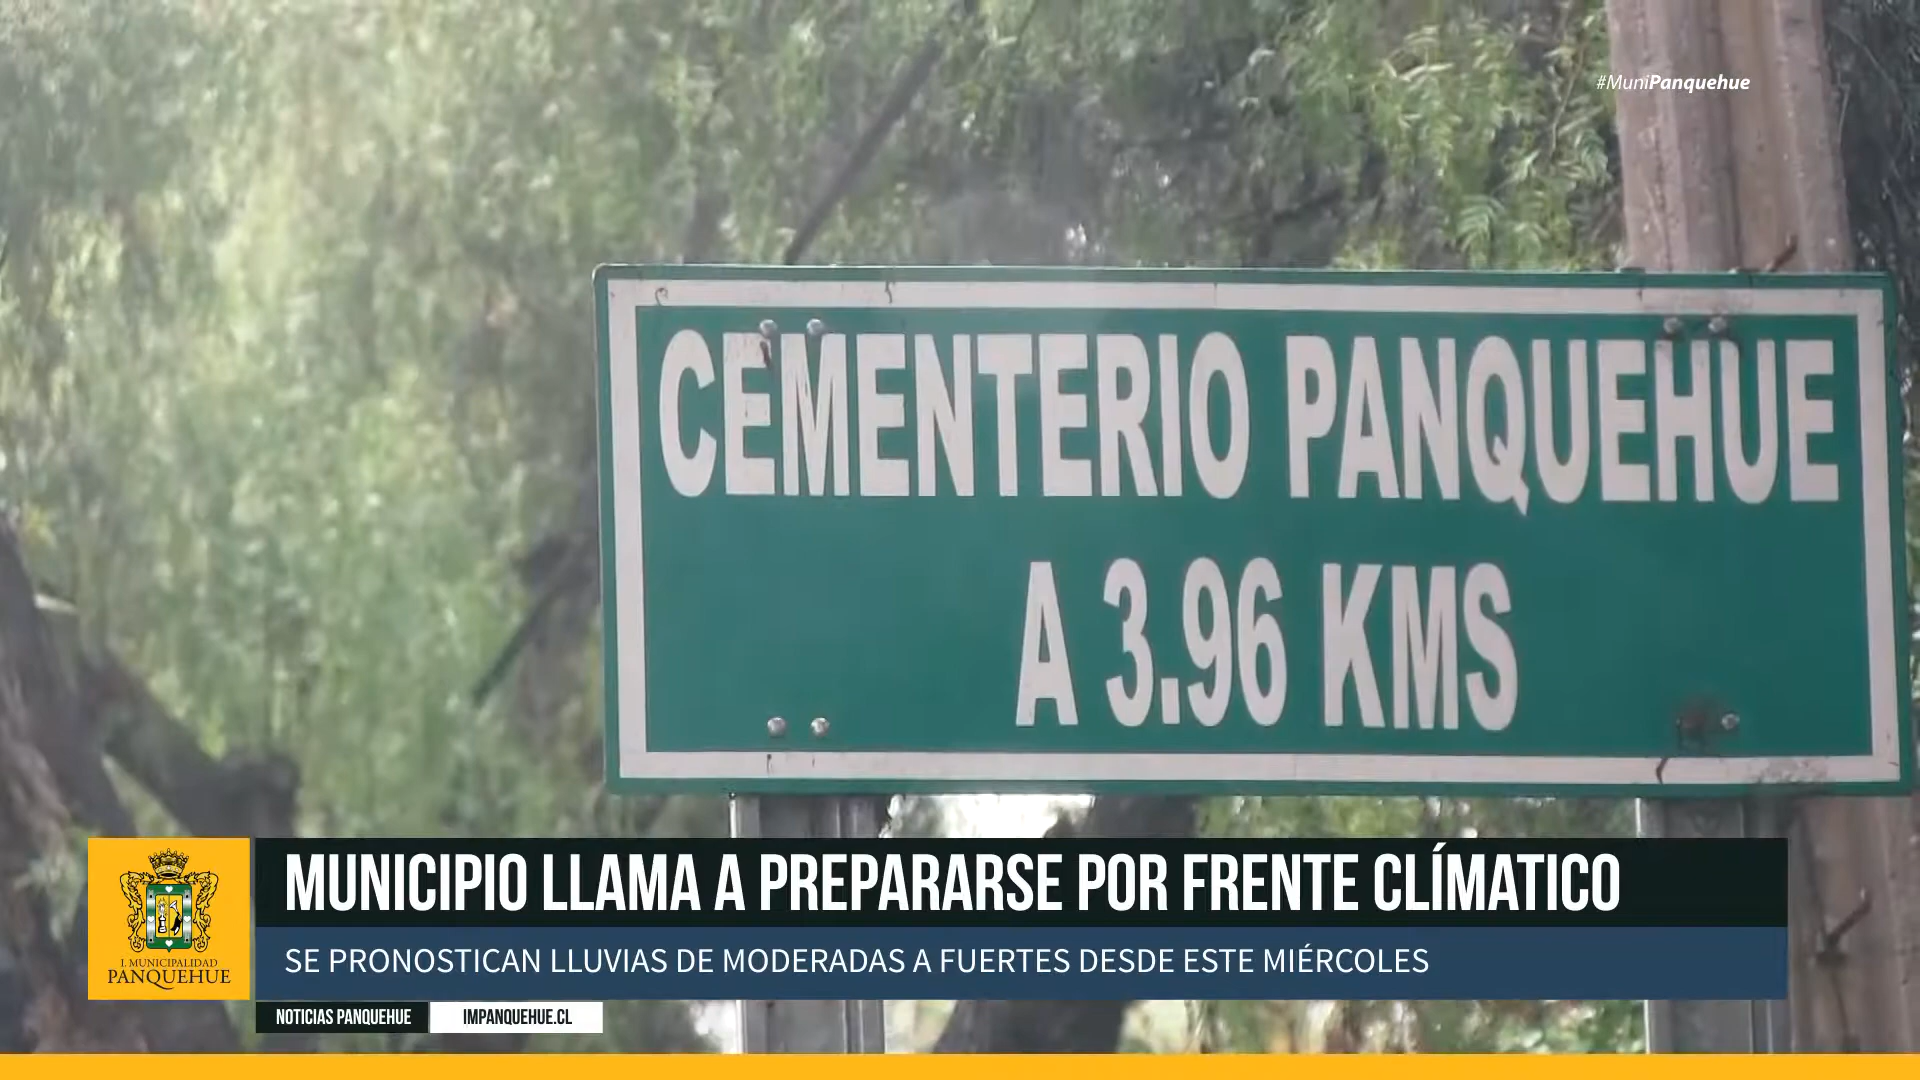 #MuniPanquehue
CEMENTERIO PANQUEHUE
A 3.96 KMS
MUNICIPIO LLAMA A PREPARARSE POR FRENTE CLÍMATICO
SE PRONOSTICAN LLUVIAS DE MODERADAS A FUERTES DESDE ESTE MIÉRCOLES
I. MUNICIPALIDAD
PANQUEHUE
NOTICIAS PANQUEHUE
IMPANQUEHUE.CL